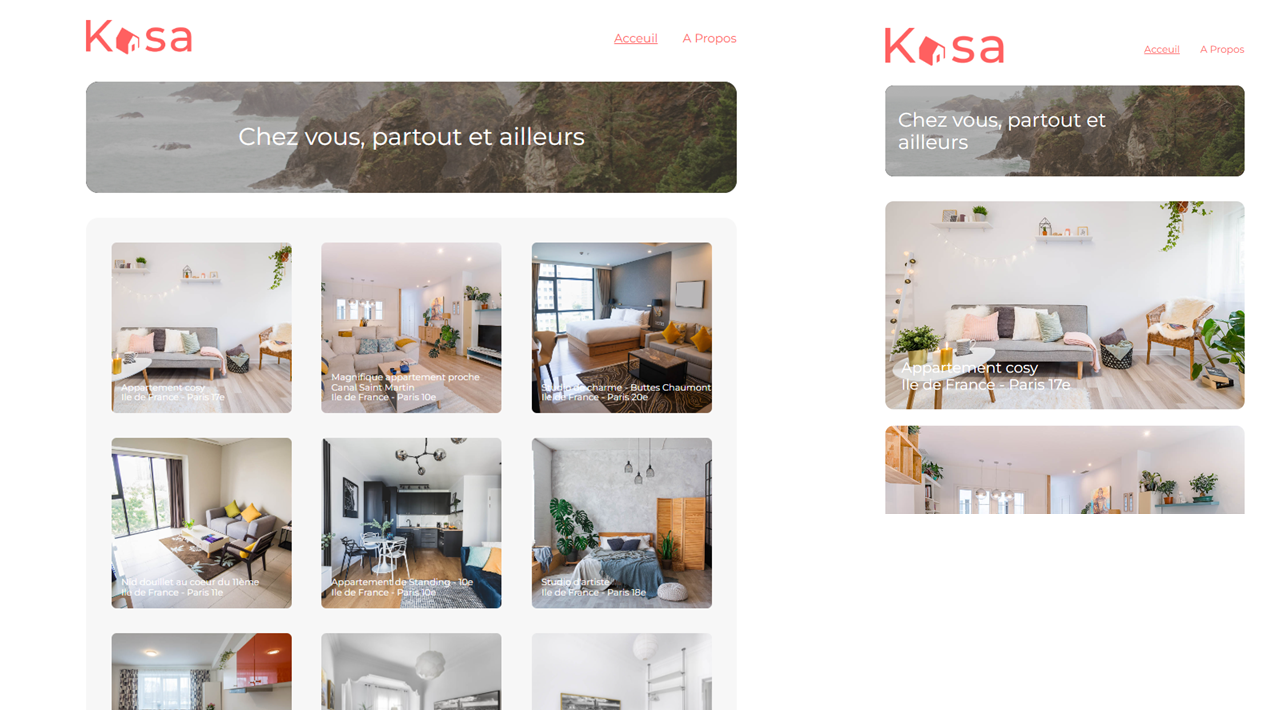 Kasa
Acceuil
A Propos
Chez vous, partout et ailleurs
Appartement cosy
Ile de France - Paris 17e
Magnifique appartement proche
Canal Saint Martin
Ile de France - Paris 10e
Studio de charme - Buttes Chaumont
Ile de France - Paris 20e
Nid douillet au coeur du 11ème
Ile de France - Paris 11e
Appartement de Standing - 10e
Ile de France - Paris 10e
Studio d'artiste
Ile de France - Paris 18e
Kasa
Acceuil
A Propos
Chez vous, partout et
ailleurs
Appartement cosy
Ile de France - Paris 17e